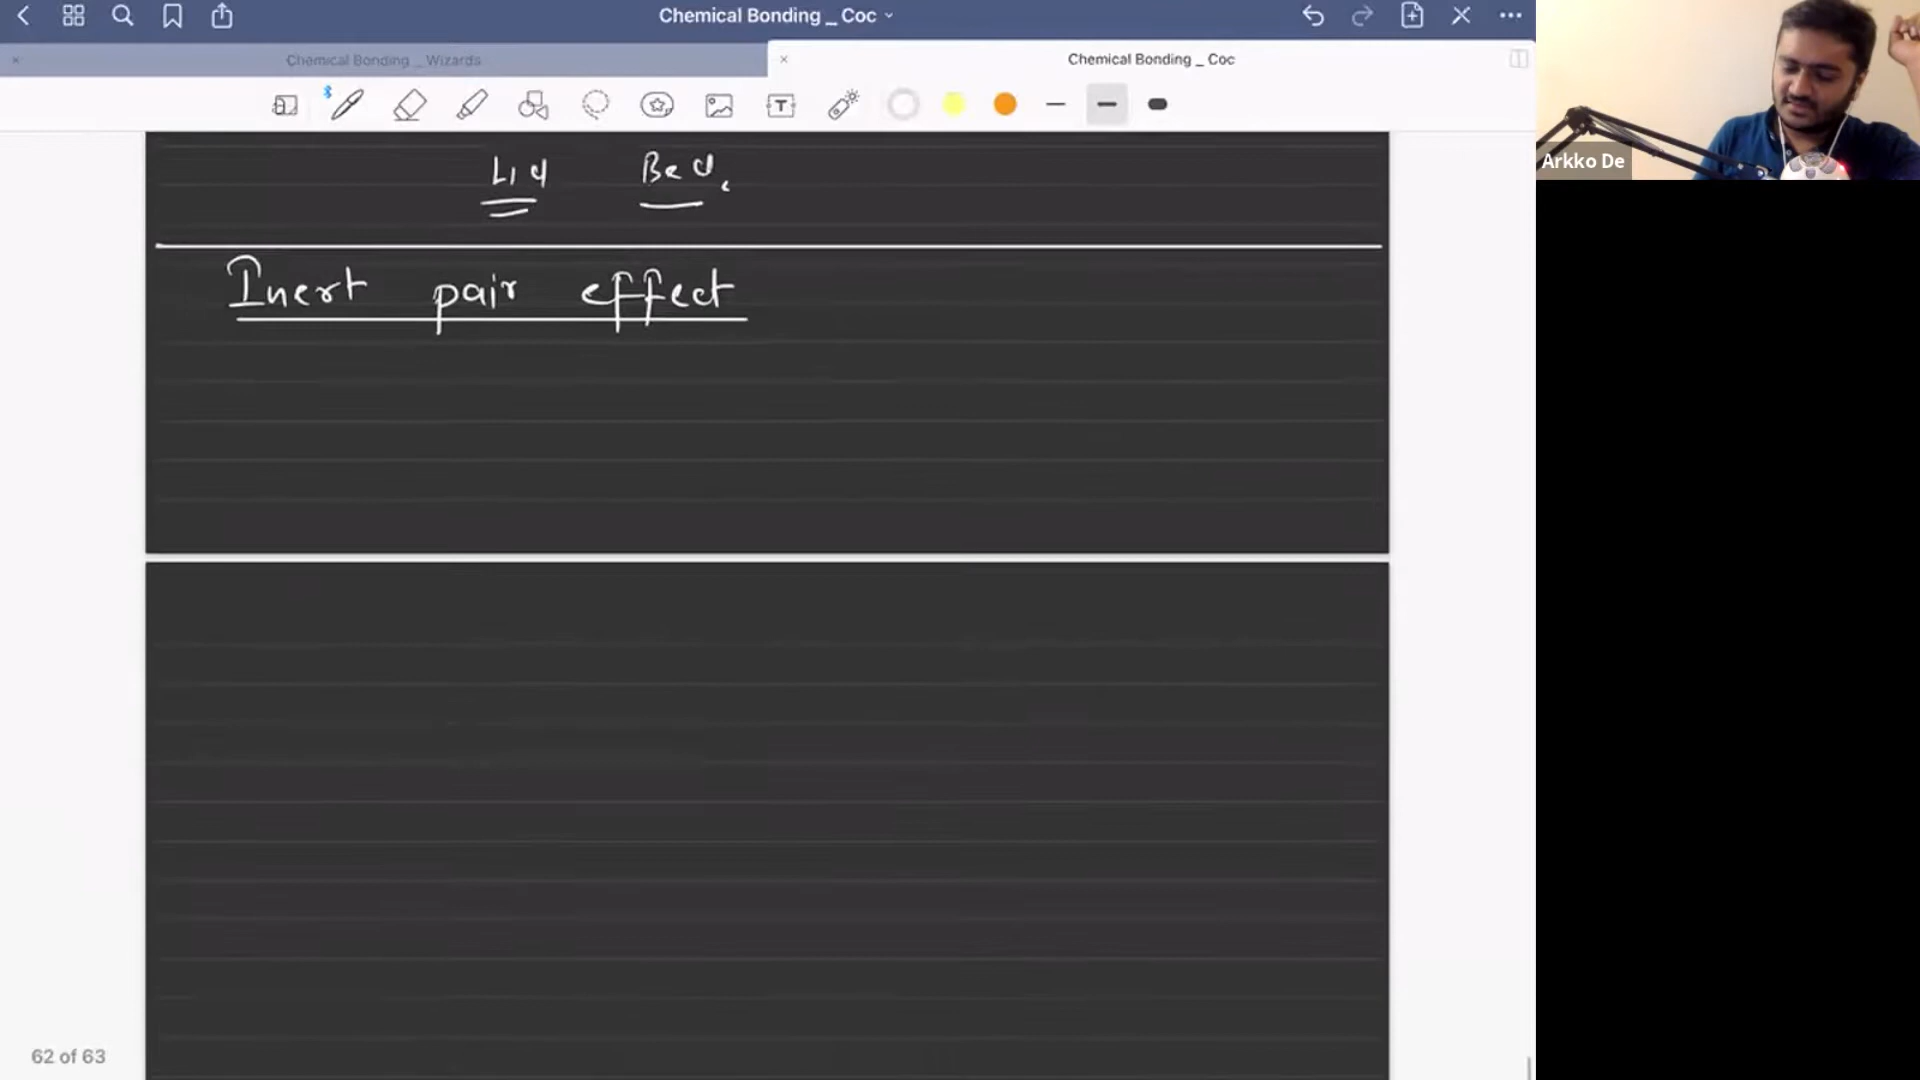 Chemical Bonding _ Coc
Chemical Bonding _ Wizards
Chemical Bonding _ Coc
Arkko De
LiCl BeCl₂
Inert pair effect
62 of 63